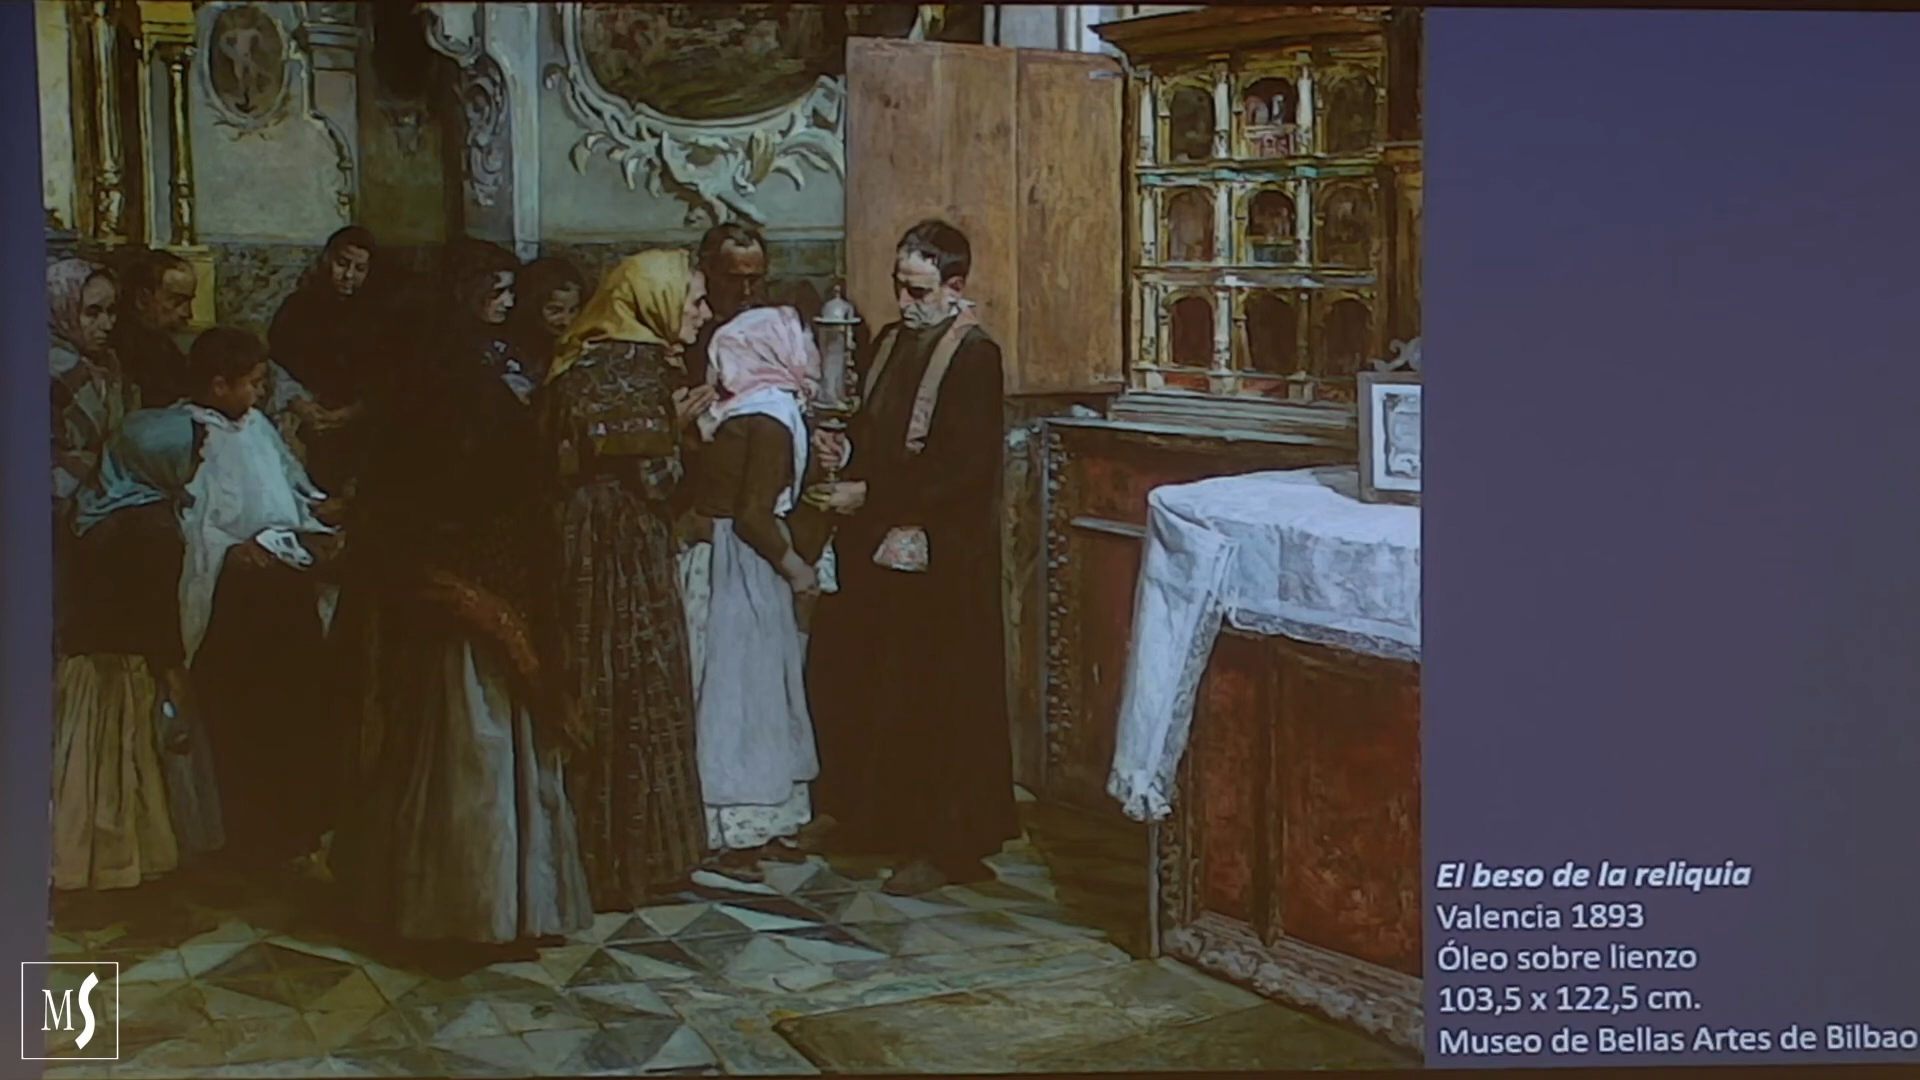 El beso de la reliquia
Valencia 1893
Óleo sobre lienzo
103,5 x 122,5 cm.
Museo de Bellas Artes de Bilbao
MS